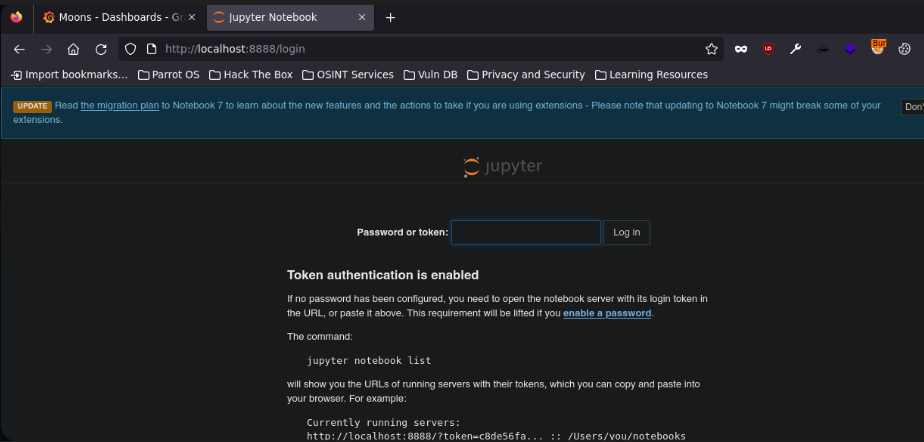 Moons - Dashboards - Gra
Jupyter Notebook
http://localhost:8888/login
Import bookmarks... Parrot OS Hack The Box OSINT Services Vuln DB Privacy and Security Learning Resources
UPDATE Read the migration plan to Notebook 7 to learn about the new features and the actions to take if you are using extensions - Please note that updating to Notebook 7 might break some of your
extensions.
Don'
jupyter
Password or token: Log in
Token authentication is enabled
If no password has been configured, you need to open the notebook server with its login token in
the URL, or paste it above. This requirement will be lifted if you enable a password.
The command:
jupyter notebook list
will show you the URLs of running servers with their tokens, which you can copy and paste into
your browser. For example:
Currently running servers:
http://localhost:8888/?token=c8de56fa... :: /Users/you/notebooks